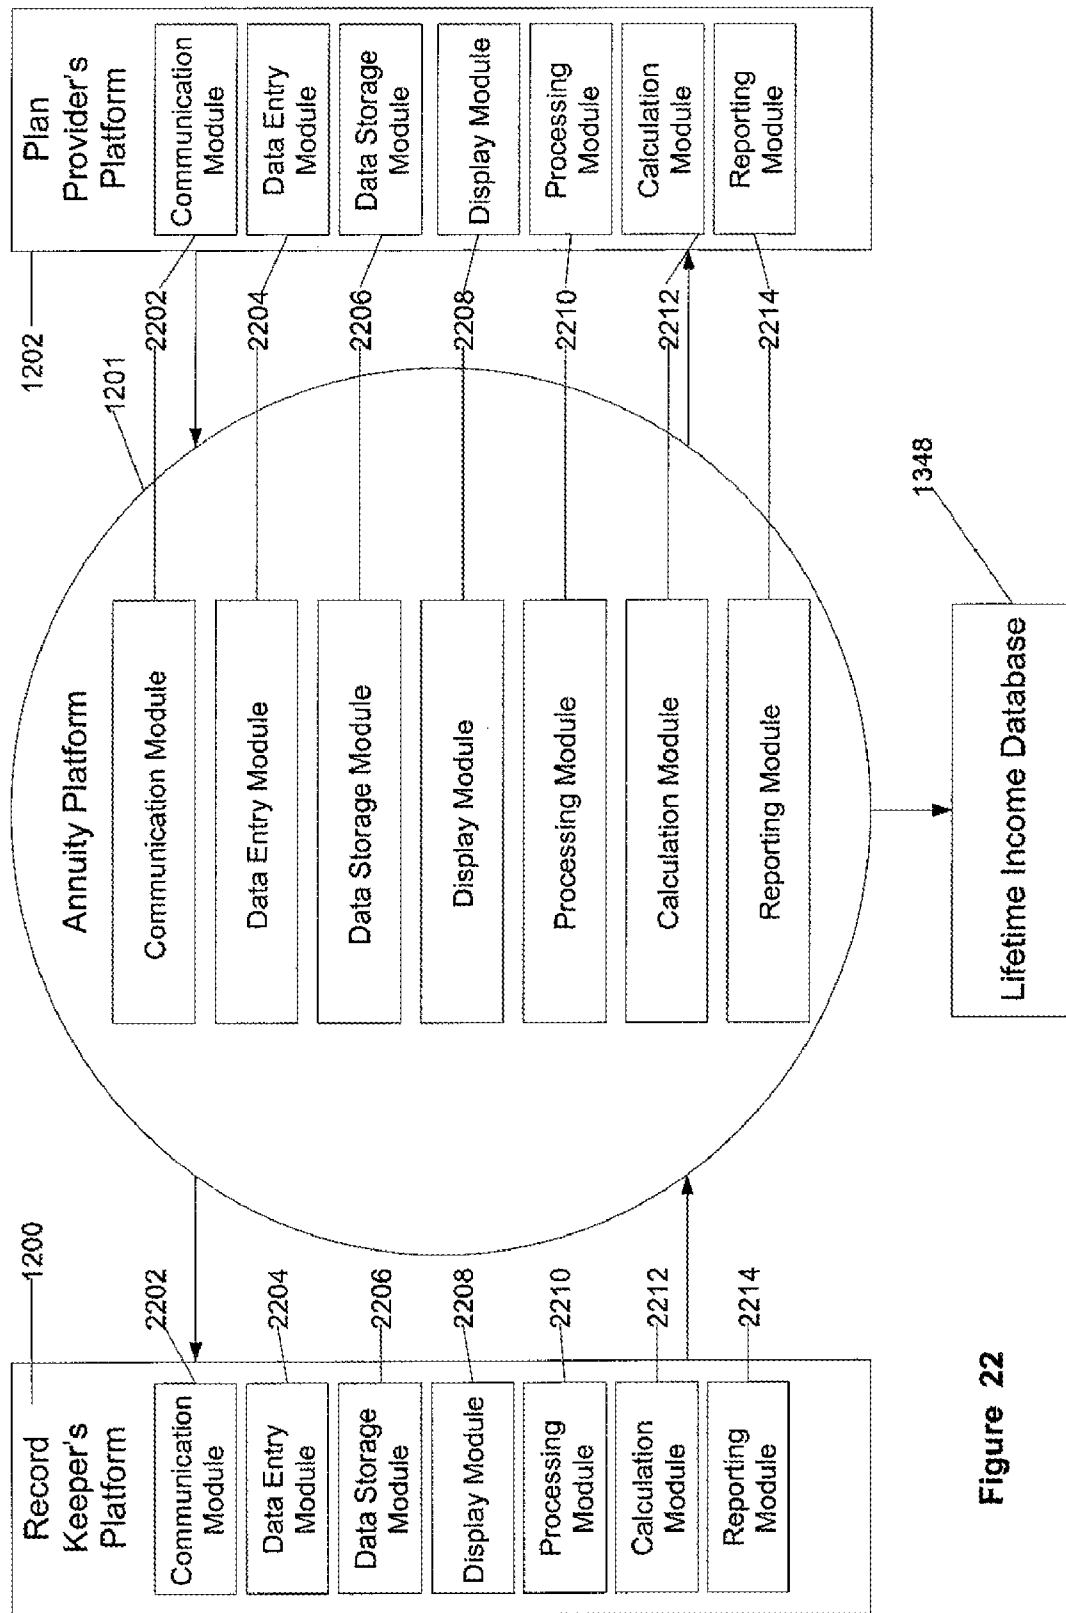 Record
Keeper's
Platform
1200
Communication
Module
2202
Data Entry
Module
2204
Data Storage
Module
2206
Display Module
2208
Processing
Module
2210
Calculation
Module
2212
Reporting
Module
2214
Annuity Platform
1201
Communication Module
Data Entry Module
Data Storage Module
Display Module
Processing Module
Calculation Module
Reporting Module
2202
2204
2206
2208
2210
2212
2214
Plan
Provider's
Platform
1202
Communication
Module
Data Entry
Module
Data Storage
Module
Display Module
Processing
Module
Calculation
Module
Reporting
Module
Lifetime Income Database
1348
Figure 22